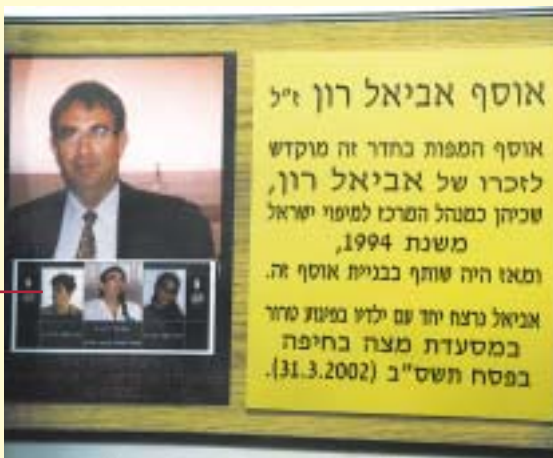 אוסף אביאל רון ז"ל
אוסף המפות בחדר זה מוקדש
לזכרו של אביאל רון,
שכיהן כמנהל המרכז למיפוי ישראל
משנת 1994,
ומאז היה שותף בבניית אוסף זה.
אביאל נרצח יחד עם ילדיו בפיגוע טרור
במסעדת מצה בחיפה
בפסח תשס"ב (31.3.2002).